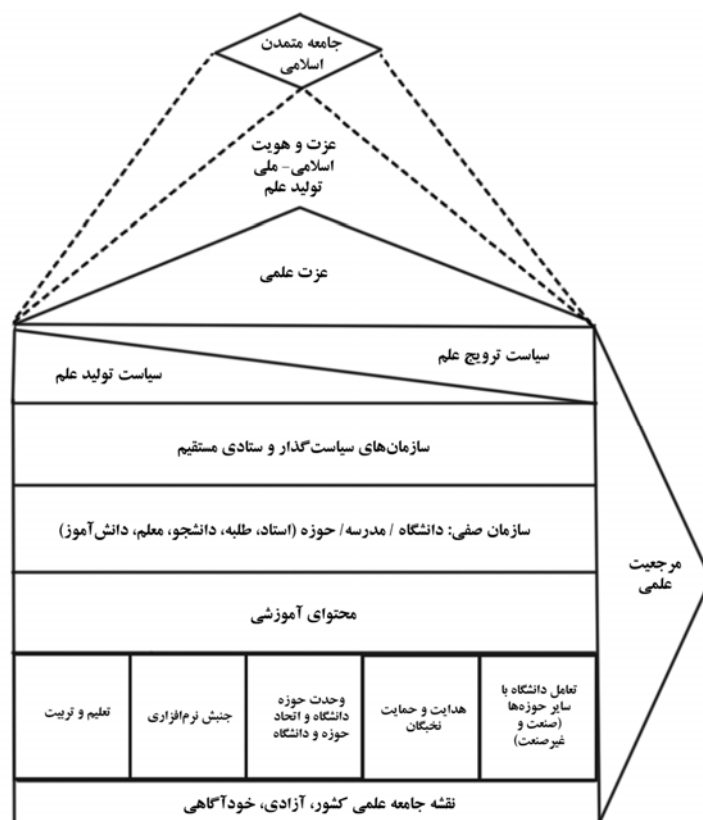 جامعه متمدن
اسلامی
عزت و هویت
اسلامی- ملی
تولید علم
عزت علمی
سیاست ترویج علم
سیاست تولید علم
سازمان‌های سیاست‌گذار و ستادی مستقیم
سازمان صفی: دانشگاه / مدرسه/ حوزه (استاد، طلبه، دانشجو، معلم، دانش‌آموز)
مرجعیت
علمی
محتوای آموزشی
تعامل دانشگاه با
سایر حوزه‌ها
(صنعت و
غیرصنعت)
هدایت و حمایت
نخبگان
وحدت حوزه
دانشگاه و اتحاد
حوزه و دانشگاه
جنبش نرم‌افزاری
تعلیم و تربیت
نقشه جامعه علمی کشور، آزادی، خودآگاهی